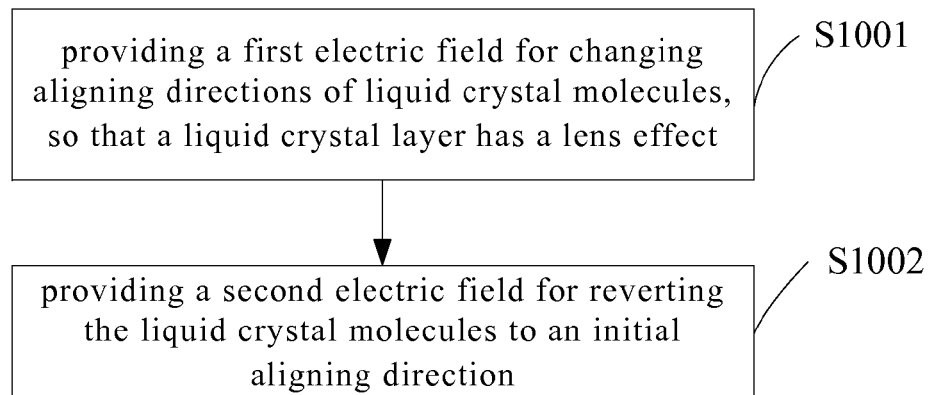 providing a first electric field for changing
aligning directions of liquid crystal molecules,
so that a liquid crystal layer has a lens effect
S1001
providing a second electric field for reverting
the liquid crystal molecules to an initial
aligning direction
S1002